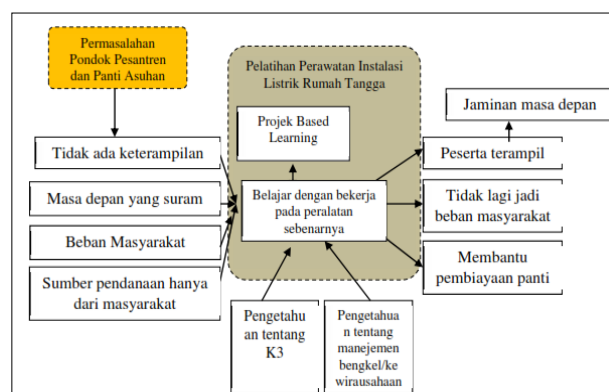 Permasalahan
Pondok Pesantren
dan Panti Asuhan
Pelatihan Perawatan Instalasi
Listrik Rumah Tangga
Jaminan masa depan
Projek Based
Learning
Tidak ada keterampilan
Peserta terampil
Masa depan yang suram
Belajar dengan bekerja
pada peralatan
sebenarnya
Tidak lagi jadi
beban masyarakat
Beban Masyarakat
Sumber pendanaan hanya
dari masyarakat
Membantu
pembiayaan panti
Pengetah
uan tentang
K3
Pengetahua
n tentang
manejemen
bengkel/ke
wirausahaan